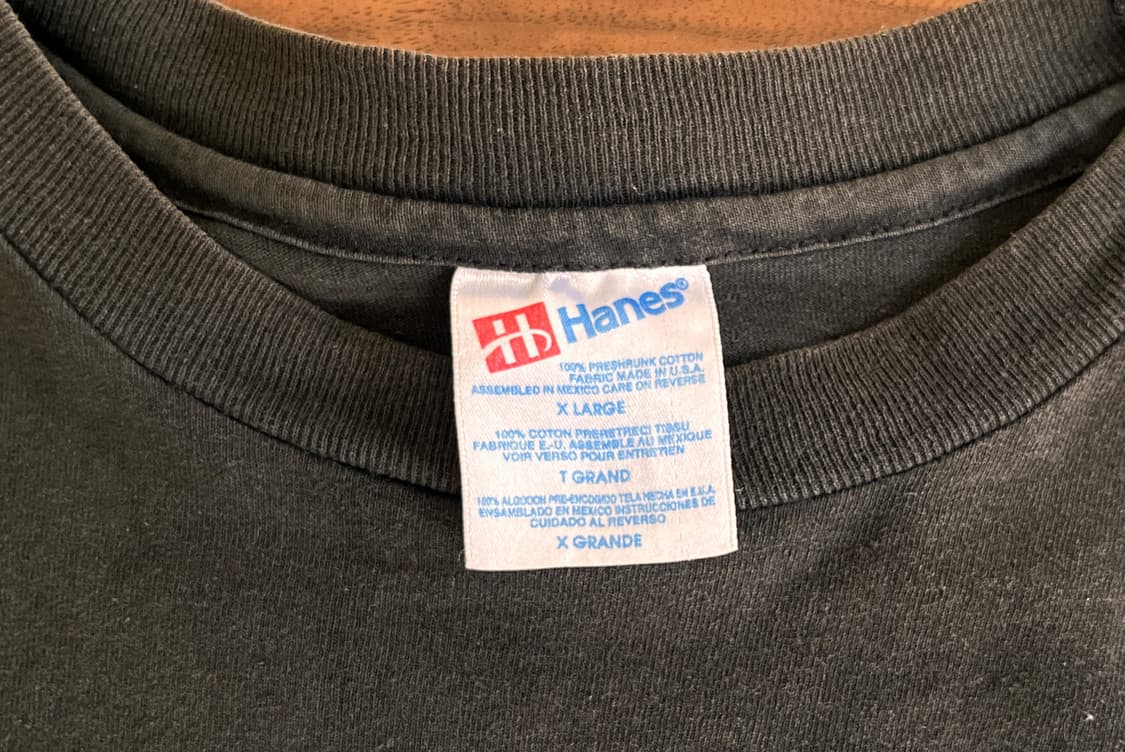 Hanes®
100% PRESHRUNK COTTON
FABRIC MADE IN U.S.A.
ASSEMBLED IN MEXICO CARE ON REVERSE
X LARGE
100% COTON PRERETRECI TISSU
FABRIQUE E.-U. ASSEMBLE AU MEXIQUE
VOIR VERSO POUR ENTRETIEN
T GRAND
100% ALGODON PRE-ENCOGIDO TELA HECHA EN E.U.A.
ENSAMBLADO EN MEXICO INSTRUCCIONES DE
CUIDADO AL REVERSO
X GRANDE